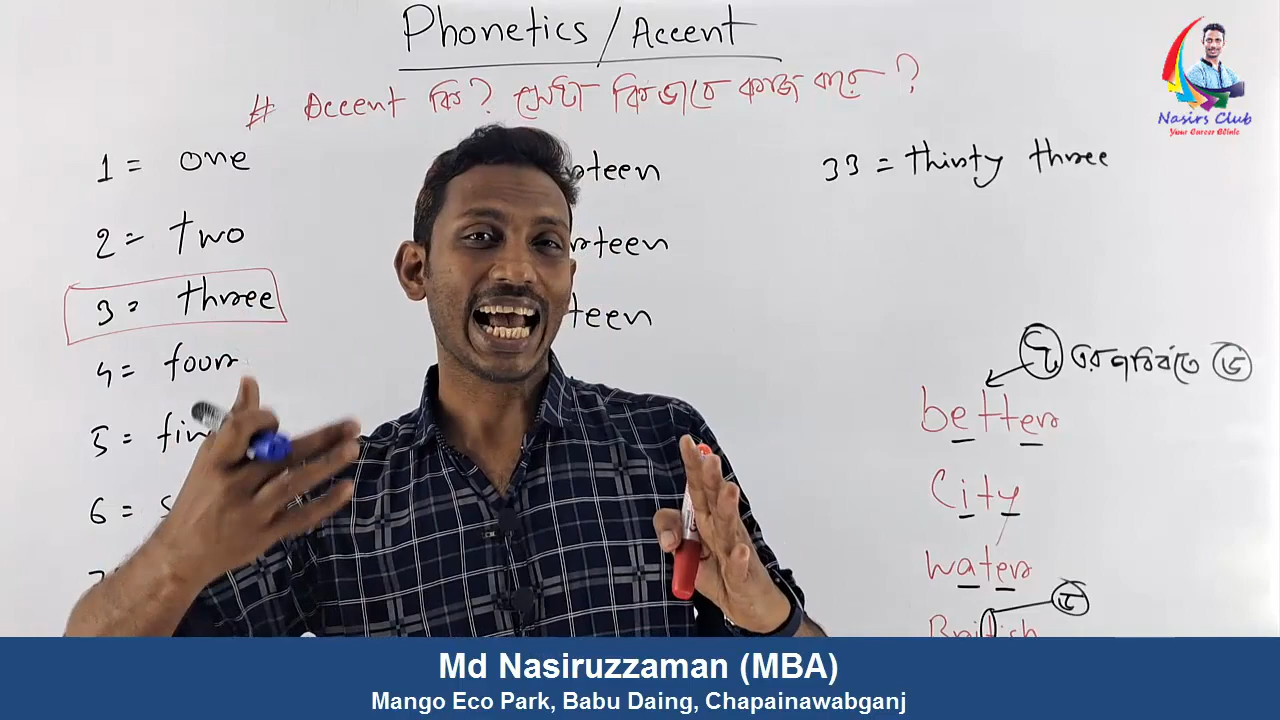 Phonetics / Accent
# Accent কি? এটা কিভাবে কাজ করে?
Nasirs Club
Your Career Clinic
1 = one
2 = two
3 = three
4 = four
5 =
6 =
teen
teen
teen
33 = thirty three
ট এর পরিবর্তে ড
better
City
water
ট
British
Md Nasiruzzaman (MBA)
Mango Eco Park, Babu Daing, Chapainawabganj